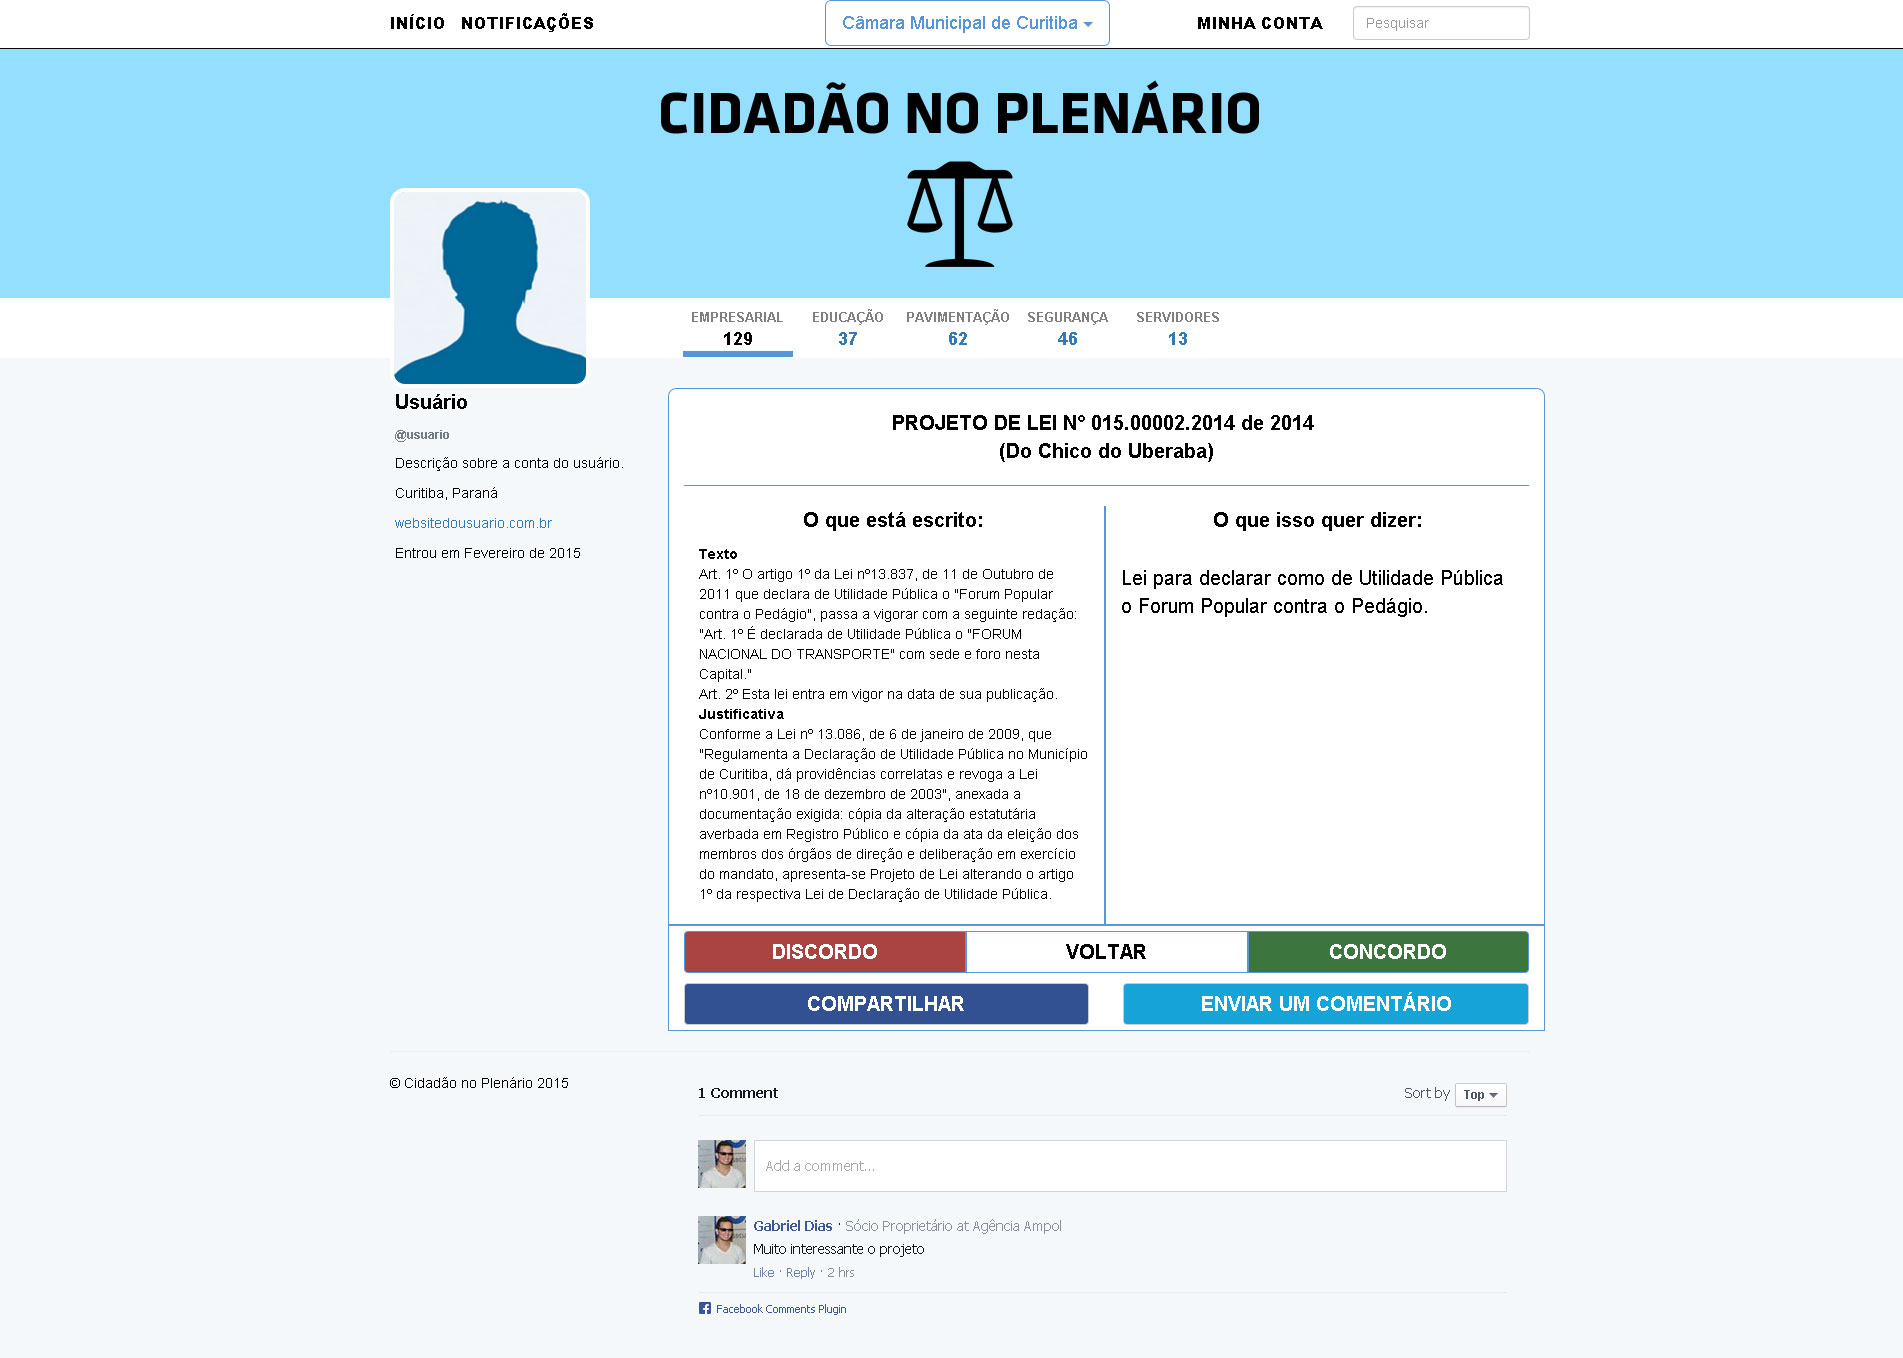 INÍCIO NOTIFICAÇÕES Câmara Municipal de Curitiba MINHA CONTA Pesquisar
CIDADÃO NO PLENÁRIO
EMPRESARIAL EDUCAÇÃO PAVIMENTAÇÃO SEGURANÇA SERVIDORES
129 37 62 46 13
Usuário
@usuario
Descrição sobre a conta do usuário.
Curitiba, Paraná
websitedousuario.com.br
Entrou em Fevereiro de 2015
PROJETO DE LEI N° 015.00002.2014 de 2014
(Do Chico do Uberaba)
O que está escrito:
Texto
Art. 1º O artigo 1º da Lei nº13.837, de 11 de Outubro de
2011 que declara de Utilidade Pública o "Forum Popular
contra o Pedágio", passa a vigorar com a seguinte redação:
"Art. 1º É declarada de Utilidade Pública o "FORUM
NACIONAL DO TRANSPORTE" com sede e foro nesta
Capital."
Art. 2º Esta lei entra em vigor na data de sua publicação.
Justificativa
Conforme a Lei nº 13.086, de 6 de janeiro de 2009, que
"Regulamenta a Declaração de Utilidade Pública no Município
de Curitiba, dá providências correlatas e revoga a Lei
nº10.901, de 18 de dezembro de 2003", anexada a
documentação exigida: cópia da alteração estatutária
averbada em Registro Público e cópia da ata da eleição dos
membros dos órgãos de direção e deliberação em exercício
do mandato, apresenta-se Projeto de Lei alterando o artigo
1º da respectiva Lei de Declaração de Utilidade Pública.
O que isso quer dizer:
Lei para declarar como de Utilidade Pública
o Forum Popular contra o Pedágio.
DISCORDO VOLTAR CONCORDO
COMPARTILHAR ENVIAR UM COMENTÁRIO
© Cidadão no Plenário 2015
1 Comment Sort by Top
Add a comment...
Gabriel Dias · Sócio Proprietário at Agência Ampol
Muito interessante o projeto
Like · Reply · 2 hrs
Facebook Comments Plugin